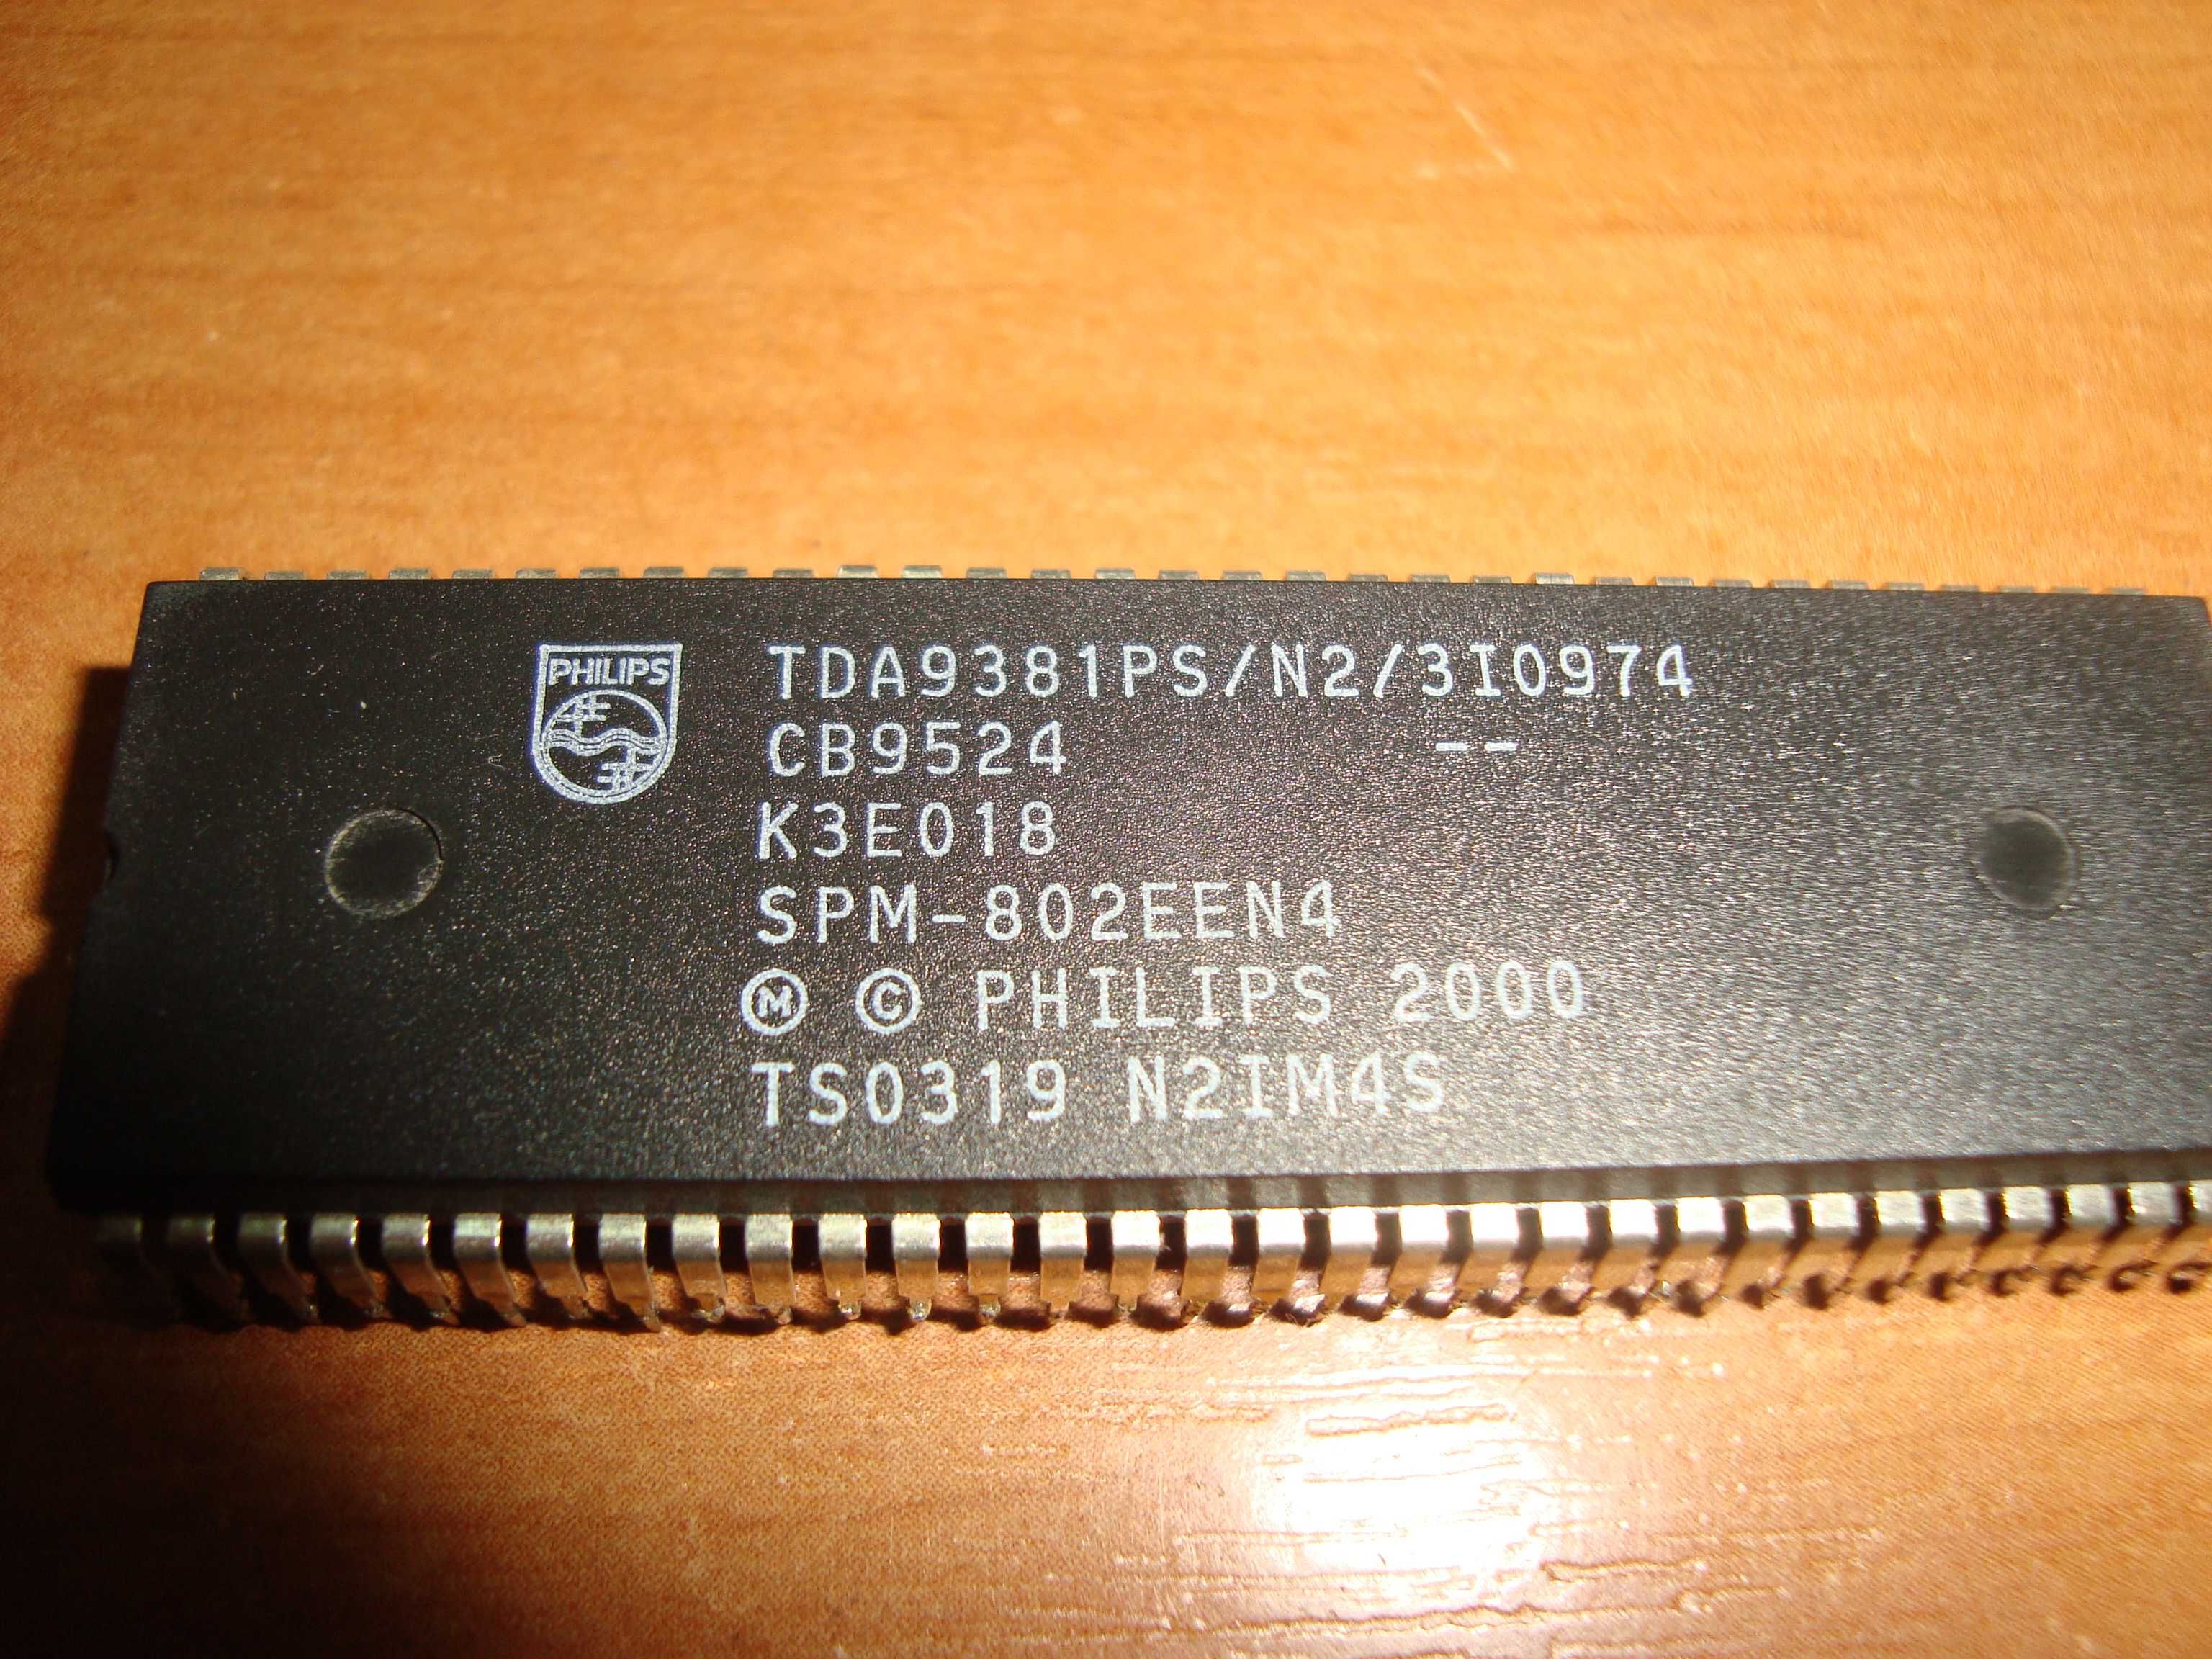 PHILIPS
TDA9381PS/N2/3I0974
CB9524 --
K3E018
SPM-802EEN4
Ⓜ © PHILIPS 2000
TS0319 N2IM4S